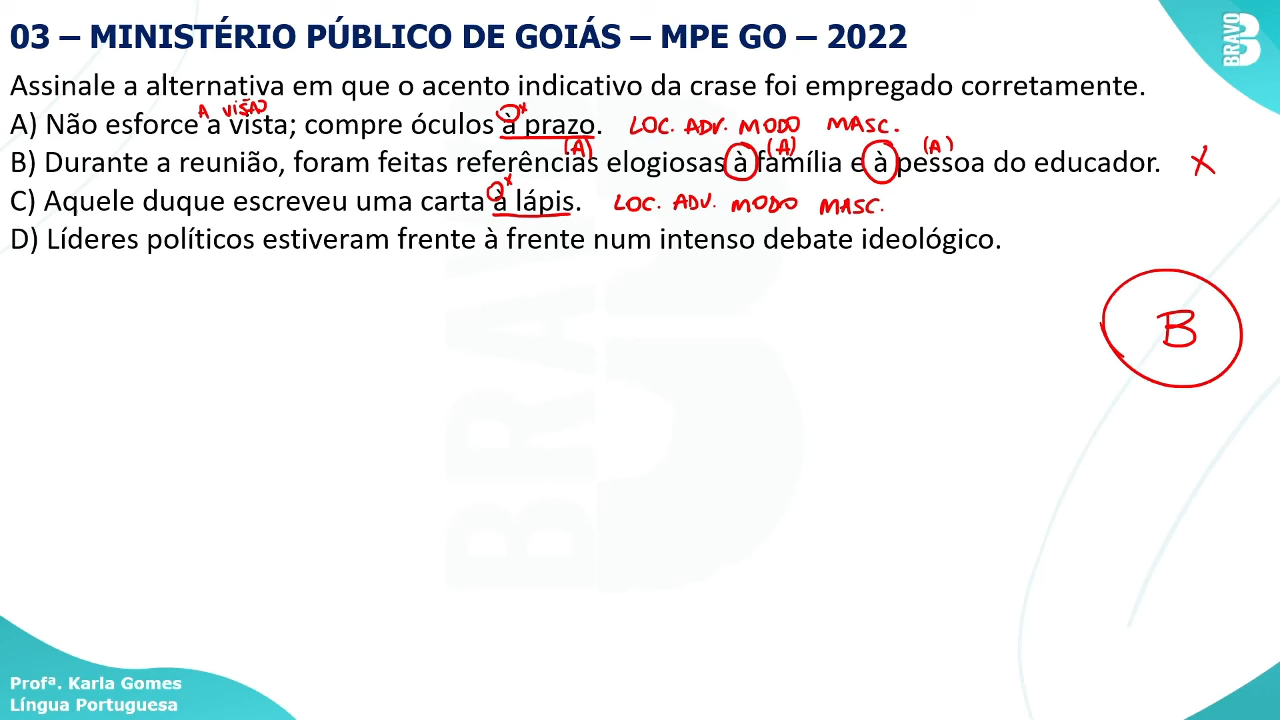 03 – MINISTÉRIO PÚBLICO DE GOIÁS – MPE GO – 2022
BRAVO
Assinale a alternativa em que o acento indicativo da crase foi empregado corretamente.
A VISÃO
A) Não esforce a vista; compre óculos à prazo. LOC. ADV. MODO MASC.
(A) (A) (A)
B) Durante a reunião, foram feitas referências elogiosas à família e à pessoa do educador. X
C) Aquele duque escreveu uma carta à lápis. LOC. ADV. MODO MASC.
D) Líderes políticos estiveram frente à frente num intenso debate ideológico.
B
BRAVO
Profª. Karla Gomes
Língua Portuguesa